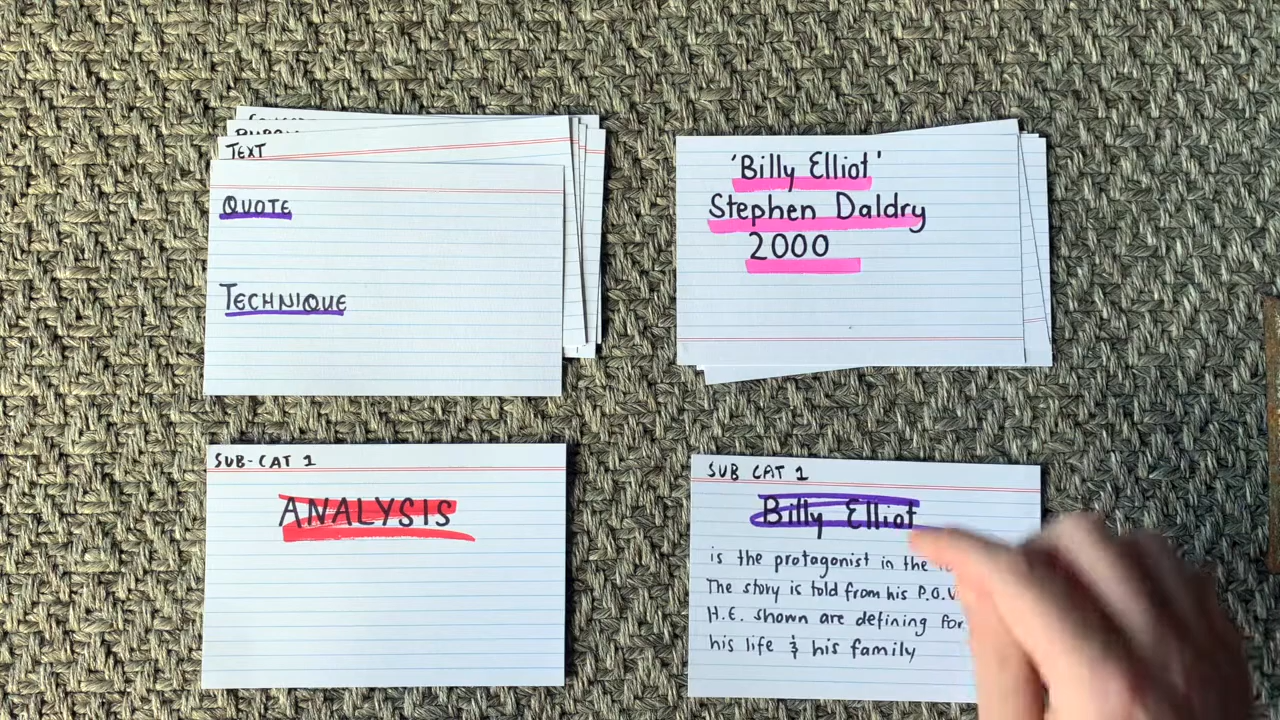 TEXT
QUOTE
TECHNIQUE
'Billy Elliot'
Stephen Daldry
2000
SUB-CAT 1
ANALYSIS
SUB CAT 1
Billy Elliot
is the protagonist in the
The story is told from his P.O.V
H.E. shown are defining for
his life & his family